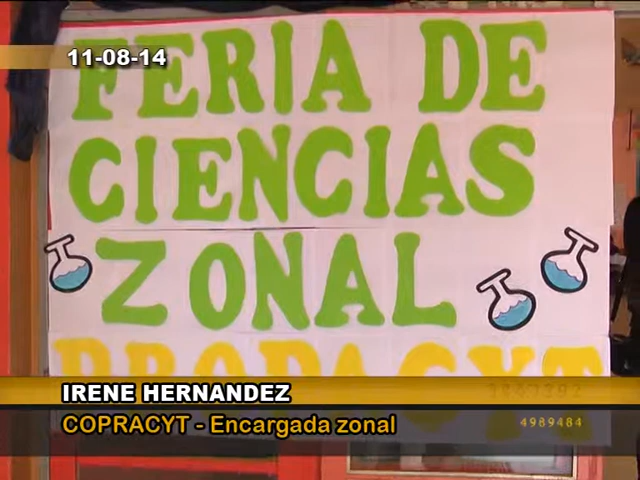 11-08-14
FERIA DE
CIENCIAS
ZONAL
IRENE HERNANDEZ
COPRACYT - Encargada zonal
4989484